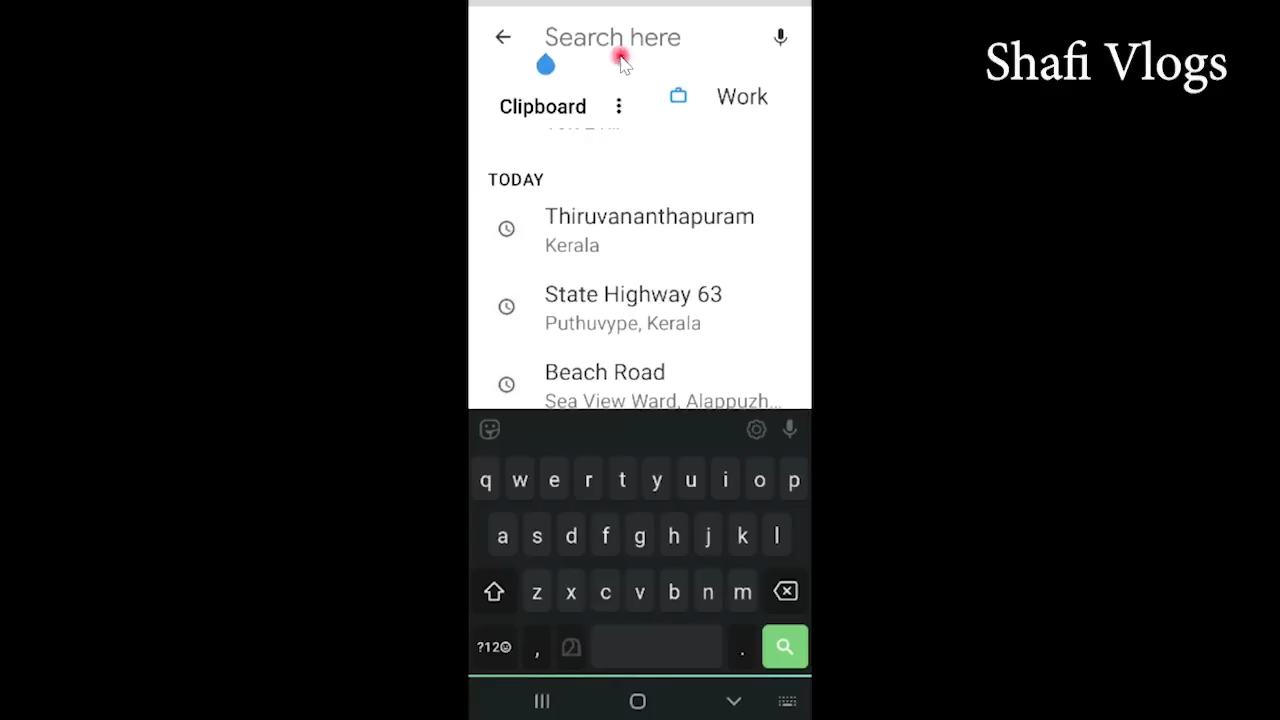 Search here
Shafi Vlogs
Clipboard
Work
TODAY
Thiruvananthapuram
Kerala
State Highway 63
Puthuvype, Kerala
Beach Road
Sea View Ward, Alappuzh...
q w e r t y u i o p
a s d f g h j k l
z x c v b n m
?12 , .